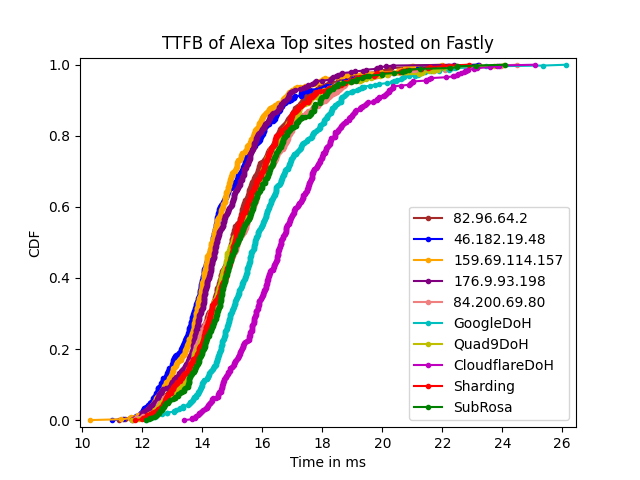 TTFB of Alexa Top sites hosted on Fastly
1.0
0.8
0.6
0.4
0.2
0.0
CDF
82.96.64.2
46.182.19.48
159.69.114.157
176.9.93.198
84.200.69.80
GoogleDoH
Quad9DoH
CloudflareDoH
Sharding
SubRosa
10 12 14 16 18 20 22 24 26
Time in ms